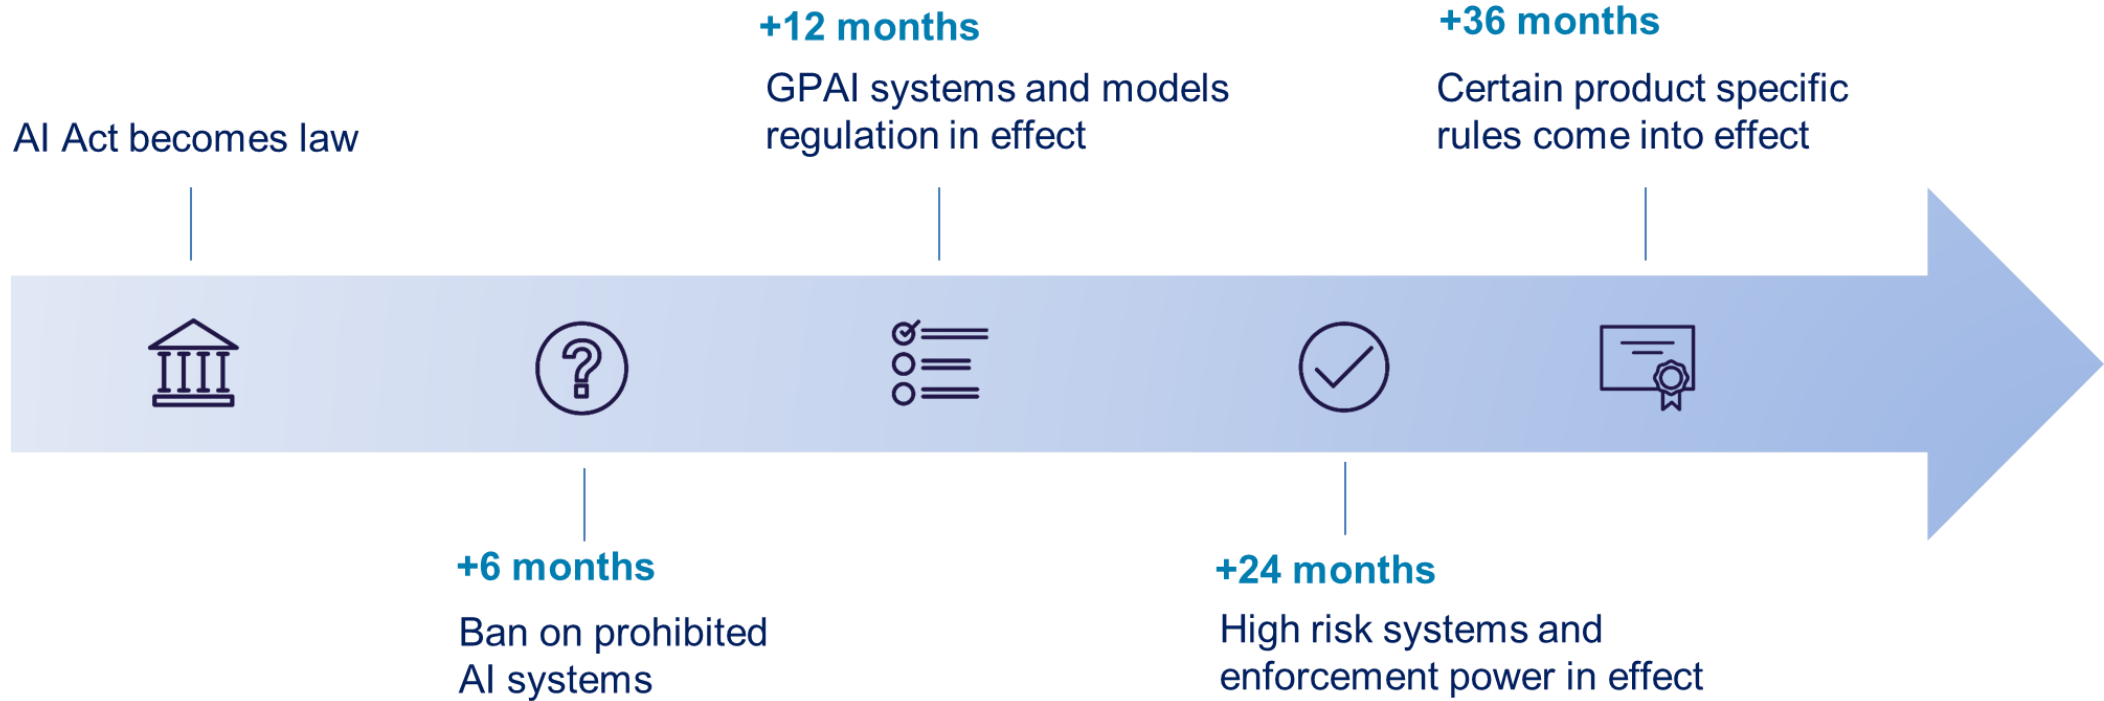 AI Act becomes law
+6 months
Ban on prohibited
AI systems
+12 months
GPAI systems and models
regulation in effect
+24 months
High risk systems and
enforcement power in effect
+36 months
Certain product specific
rules come into effect